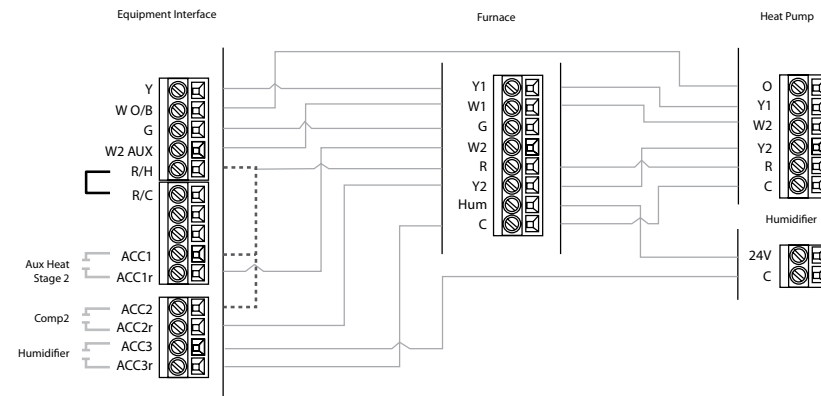 Equipment Interface
Furnace
Heat Pump
Y
W O/B
G
W2 AUX
R/H
R/C
ACC1
ACC1r
ACC2
ACC2r
ACC3
ACC3r
Aux Heat
Stage 2
Comp2
Humidifier
Y1
W1
G
W2
R
Y2
Hum
C
O
Y1
W2
Y2
R
C
Humidifier
24V
C